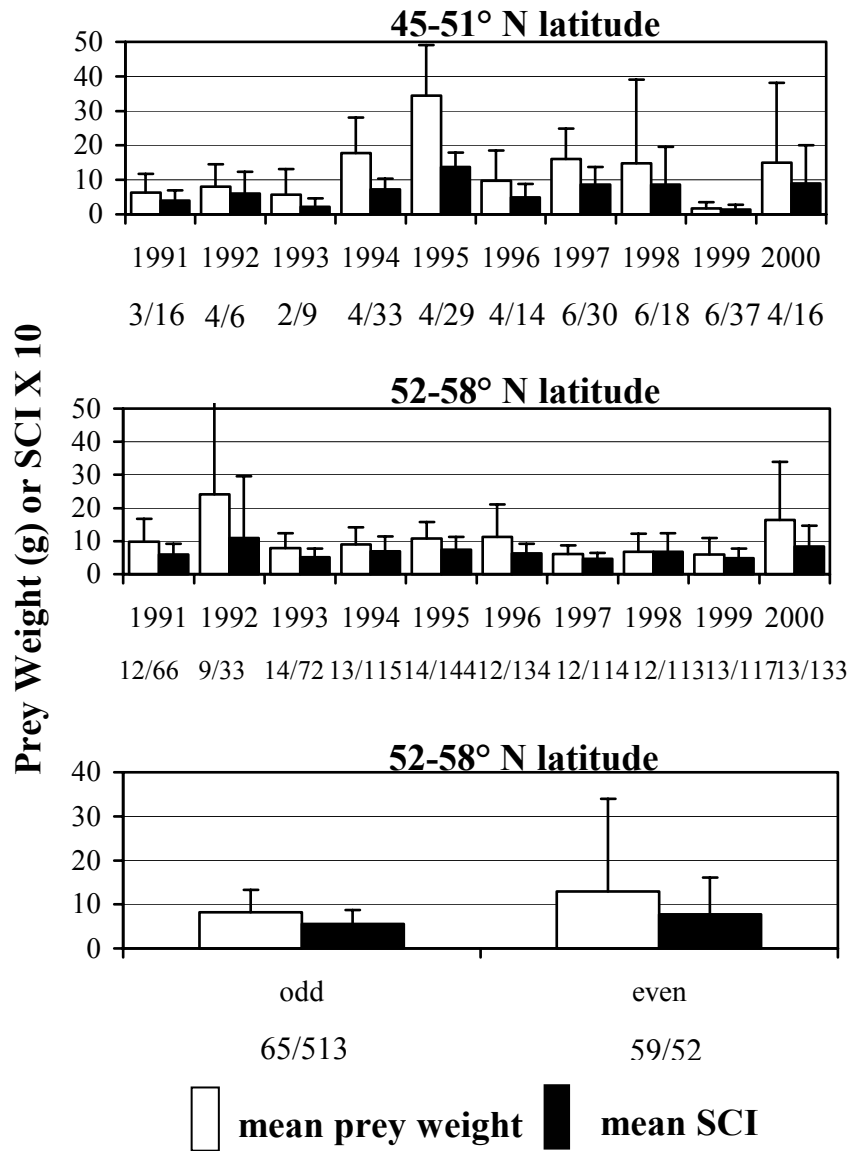 45-51° N latitude
50
40
30
20
10
0
1991 1992 1993 1994 1995 1996 1997 1998 1999 2000
3/16 4/6 2/9 4/33 4/29 4/14 6/30 6/18 6/37 4/16
Prey Weight (g) or SCI X 10
52-58° N latitude
50
40
30
20
10
0
1991 1992 1993 1994 1995 1996 1997 1998 1999 2000
12/66 9/33 14/72 13/115 14/144 12/134 12/114 12/113 13/117 13/133
52-58° N latitude
40
30
20
10
0
odd even
65/513 59/52
mean prey weight mean SCI